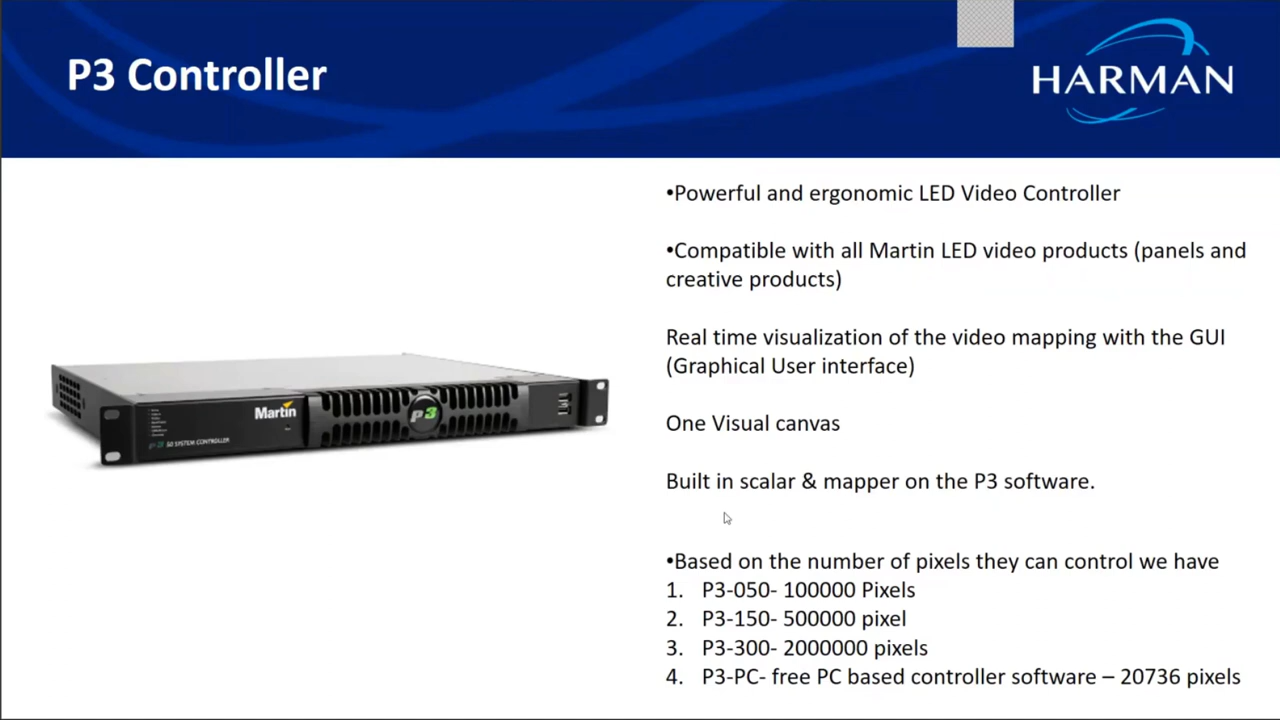 P3 Controller
HARMAN
•Powerful and ergonomic LED Video Controller
•Compatible with all Martin LED video products (panels and
creative products)
Real time visualization of the video mapping with the GUI
(Graphical User interface)
One Visual canvas
Built in scalar & mapper on the P3 software.
•Based on the number of pixels they can control we have
1. P3-050- 100000 Pixels
2. P3-150- 500000 pixel
3. P3-300- 2000000 pixels
4. P3-PC- free PC based controller software – 20736 pixels
Martin
P3
SYSTEM CONTROLLER